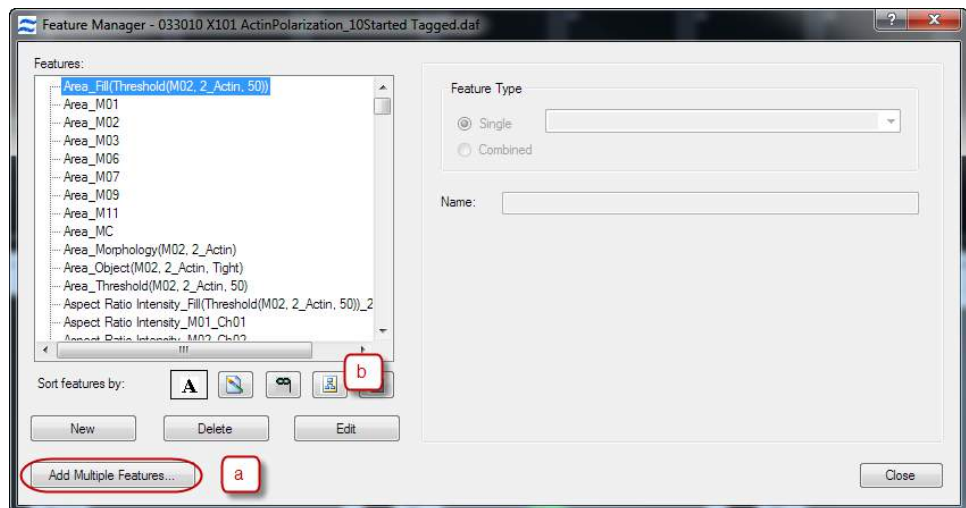 Feature Manager - 033010 X101 ActinPolarization_10Started Tagged.daf
Features:
Area_Fill(Threshold(M02, 2_Actin, 50))
Area_M01
Area_M02
Area_M03
Area_M06
Area_M07
Area_M09
Area_M11
Area_MC
Area_Morphology(M02, 2_Actin)
Area_Object(M02, 2_Actin, Tight)
Area_Threshold(M02, 2_Actin, 50)
Aspect Ratio Intensity_Fill(Threshold(M02, 2_Actin, 50))_2
Aspect Ratio Intensity_M01_Ch01
Aspect Ratio Intensity_M02_Ch02
Sort features by:
A
b
New
Delete
Edit
Add Multiple Features...
a
Feature Type
Single
Combined
Name:
Close